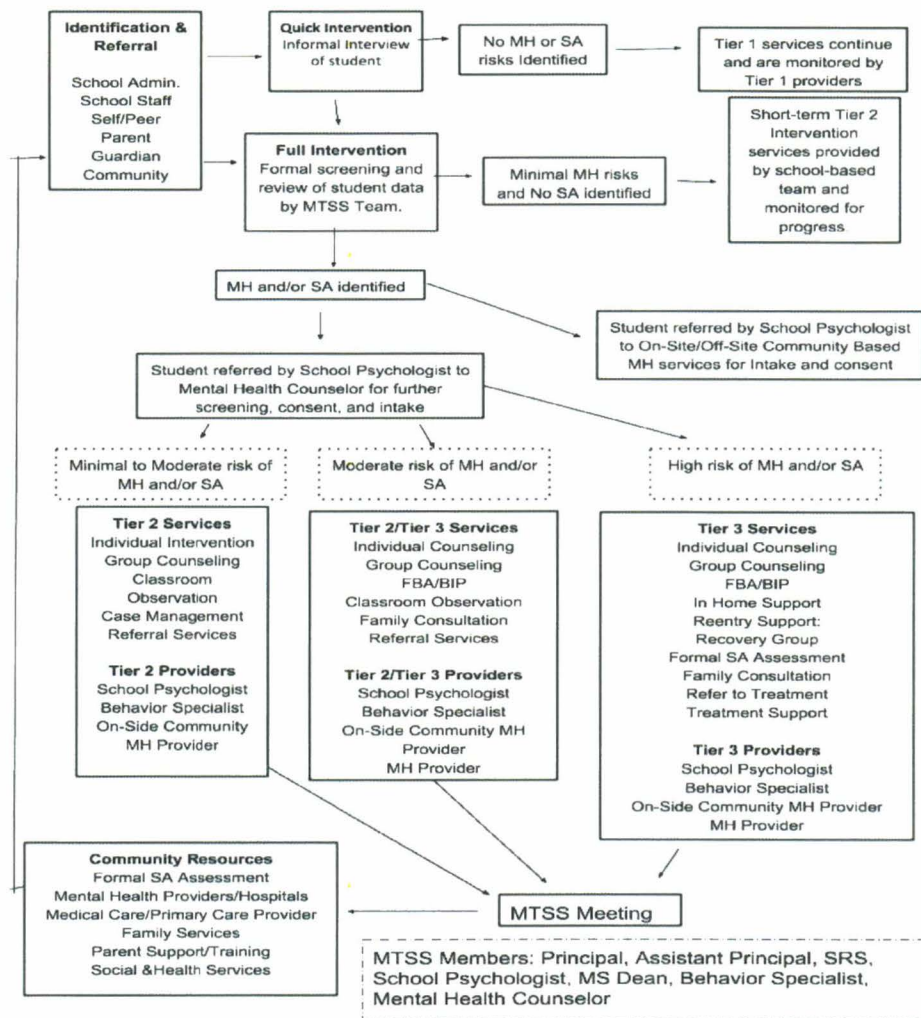 Identification &
Referral
School Admin.
School Staff
Self/Peer
Parent
Guardian
Community
Quick Intervention
Informal Interview
of student
No MH or SA
risks Identified
Tier 1 services continue
and are monitored by
Tier 1 providers
Full Intervention
Formal screening and
review of student data
by MTSS Team.
Minimal MH risks
and No SA identified
Short-term Tier 2
Intervention
services provided
by school-based
team and
monitored for
progress
MH and/or SA identified
Student referred by School Psychologist
to On-Site/Off-Site Community Based
MH services for Intake and consent
Student referred by School Psychologist to
Mental Health Counselor for further
screening, consent, and intake
Minimal to Moderate risk of
MH and/or SA
Moderate risk of MH and/or
SA
High risk of MH and/or SA
Tier 2 Services
Individual Intervention
Group Counseling
Classroom
Observation
Case Management
Referral Services
Tier 2 Providers
School Psychologist
Behavior Specialist
On-Side Community
MH Provider
Tier 2/Tier 3 Services
Individual Counseling
Group Counseling
FBA/BIP
Classroom Observation
Family Consultation
Referral Services
Tier 2/Tier 3 Providers
School Psychologist
Behavior Specialist
On-Side Community MH
Provider
MH Provider
Tier 3 Services
Individual Counseling
Group Counseling
FBA/BIP
In Home Support
Reentry Support:
Recovery Group
Formal SA Assessment
Family Consultation
Refer to Treatment
Treatment Support
Tier 3 Providers
School Psychologist
Behavior Specialist
On-Side Community MH Provider
MH Provider
Community Resources
Formal SA Assessment
Mental Health Providers/Hospitals
Medical Care/Primary Care Provider
Family Services
Parent Support/Training
Social &Health Services
MTSS Meeting
MTSS Members: Principal, Assistant Principal, SRS,
School Psychologist, MS Dean, Behavior Specialist,
Mental Health Counselor